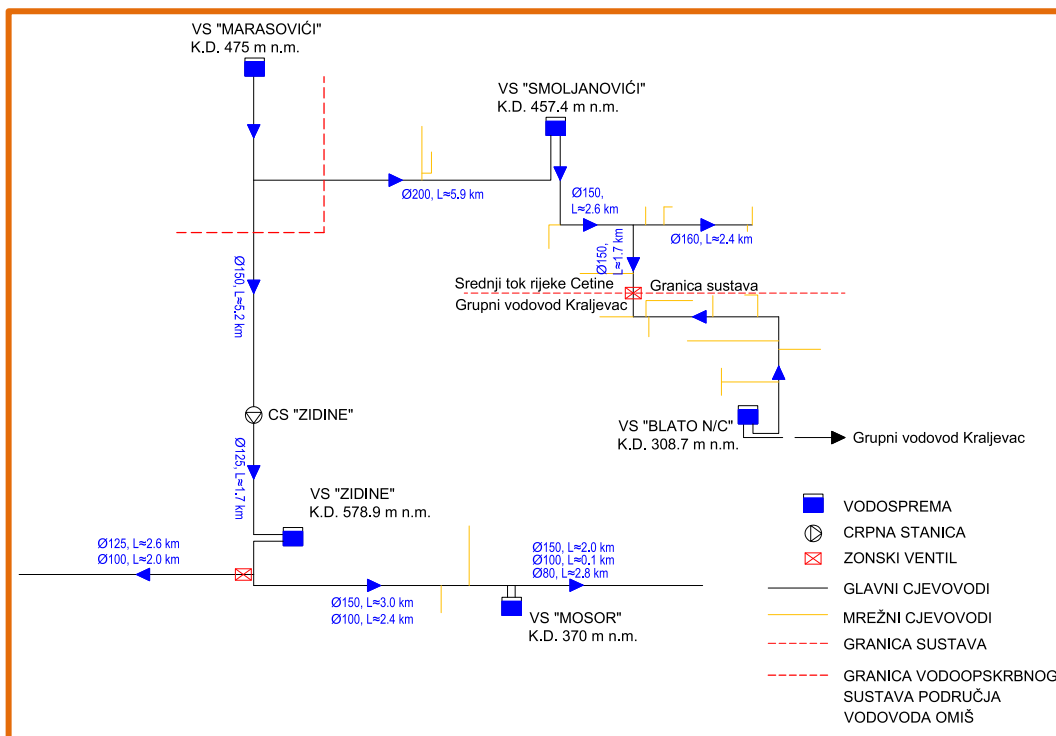 VS "MARASOVIĆI"
K.D. 475 m n.m.
VS "SMOLJANOVIĆI"
K.D. 457.4 m n.m.
Ø200, L≈5.9 km
Ø150,
L≈2.6 km
Ø160, L≈2.4 km
Ø150,
L≈1.7 km
Ø150, L≈5.2 km
Srednji tok rijeke Cetine
Granica sustava
Grupni vodovod Kraljevac
CS "ZIDINE"
VS "BLATO N/C"
K.D. 308.7 m n.m.
Grupni vodovod Kraljevac
Ø125, L≈1.7 km
VS "ZIDINE"
K.D. 578.9 m n.m.
Ø125, L≈2.6 km
Ø100, L≈2.0 km
Ø150, L≈2.0 km
Ø100, L≈0.1 km
Ø80, L≈2.8 km
Ø150, L≈3.0 km
Ø100, L≈2.4 km
VS "MOSOR"
K.D. 370 m n.m.
VODOSPREMA
CRPNA STANICA
ZONSKI VENTIL
GLAVNI CJEVOVODI
MREŽNI CJEVOVODI
GRANICA SUSTAVA
GRANICA VODOOPSKRBNOG
SUSTAVA PODRUČJA
VODOVODA OMIŠ